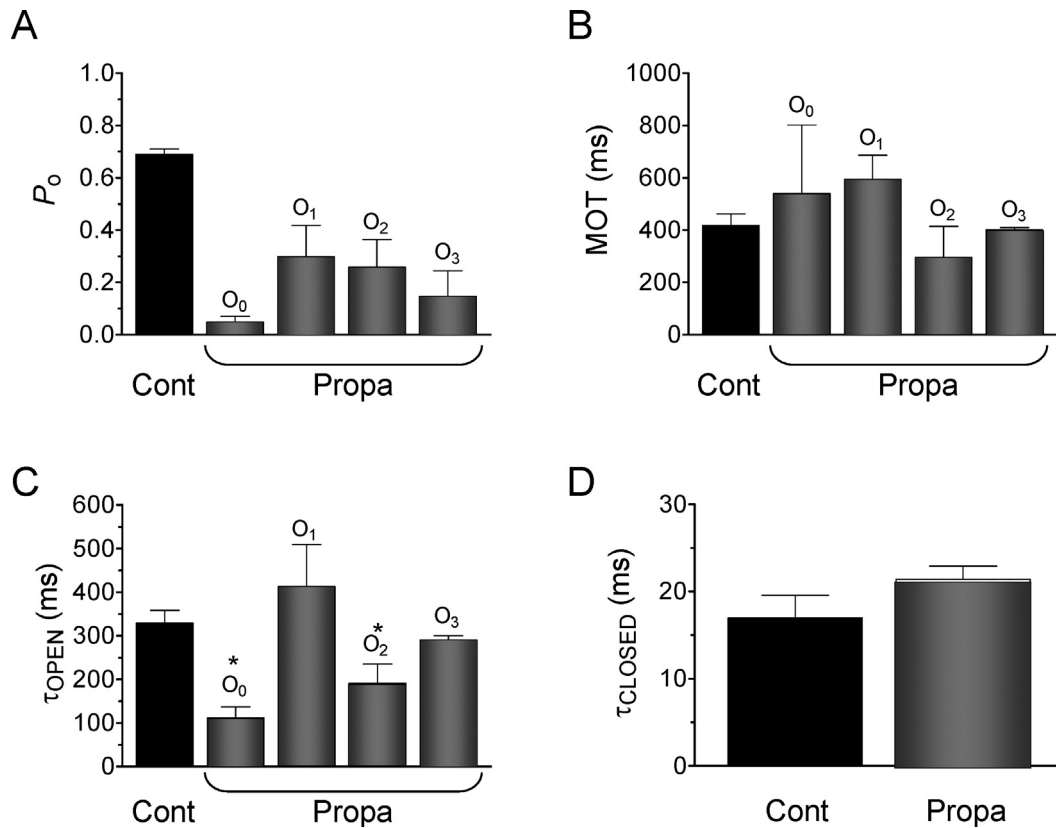 A
1.0
0.8
0.6
0.4
0.2
0.0
Pₒ
O₀
O₁
O₂
O₃
Cont
Propa
B
1000
800
600
400
200
0
MOT (ms)
O₀
O₁
O₂
O₃
Cont
Propa
C
600
500
400
300
200
100
0
τOPEN (ms)
*
O₀
O₁
*
O₂
O₃
Cont
Propa
D
30
20
10
0
τCLOSED (ms)
Cont
Propa